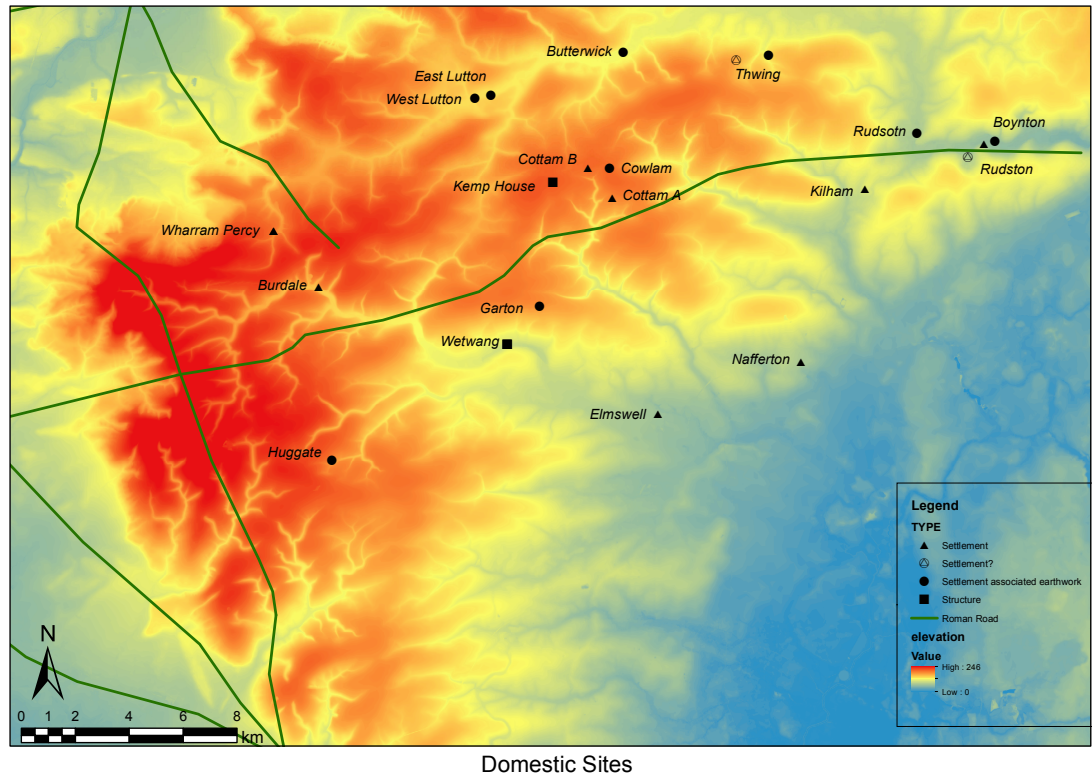 Butterwick
Thwing
East Lutton
West Lutton
Rudsotn
Boynton
Cottam B
Cowlam
Rudston
Kemp House
Cottam A
Kilham
Wharram Percy
Burdale
Garton
Wetwang
Nafferton
Elmswell
Huggate
Legend
TYPE
Settlement
Settlement?
Settlement associated earthwork
Structure
Roman Road
elevation
Value
High : 246
Low : 0
N
0 2 4 6 8
km
Domestic Sites